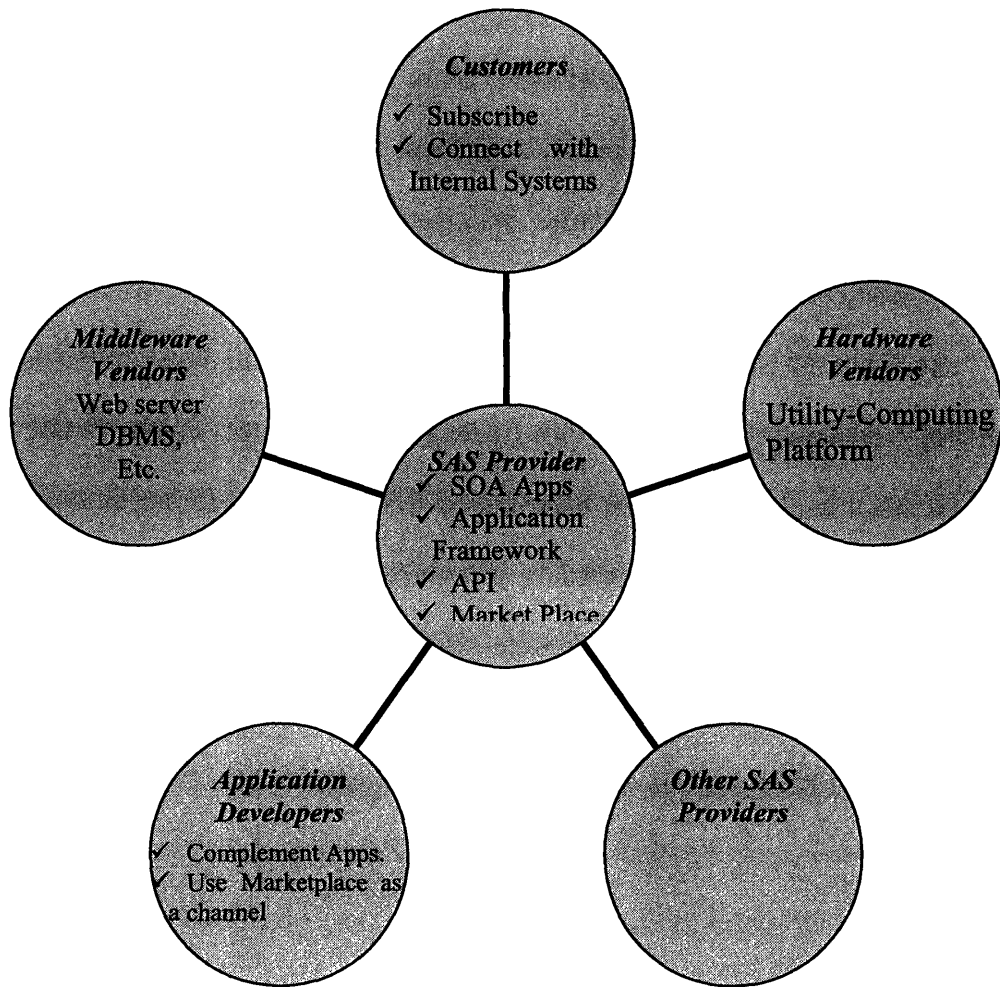 Customers
✓ Subscribe
✓ Connect with
Internal Systems
Middleware
Vendors
Web server
DBMS,
Etc.
Hardware
Vendors
Utility-Computing
Platform
SAS Provider
✓ SOA Apps
✓ Application
Framework
✓ API
✓ Market Place
Application
Developers
✓ Complement Apps.
✓ Use Marketplace as
a channel
Other SAS
Providers